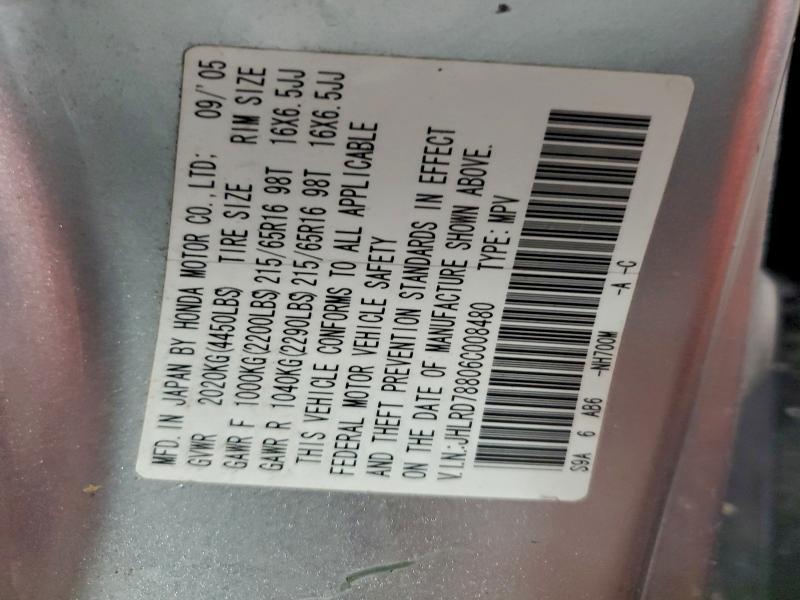 MFD. IN JAPAN BY HONDA MOTOR CO.,LTD; 09/'05
GVWR 2020KG(4450LBS) TIRE SIZE RIM SIZE
GAWR F 1000KG(2200LBS) 215/65R16 98T 16X6.5JJ
GAWR R 1040KG(2290LBS) 215/65R16 98T 16X6.5JJ
THIS VEHICLE CONFORMS TO ALL APPLICABLE
FEDERAL MOTOR VEHICLE SAFETY
AND THEFT PREVENTION STANDARDS IN EFFECT
ON THE DATE OF MANUFACTURE SHOWN ABOVE.
V.I.N.:JHLRD78806C008480 TYPE: MPV
S9A 6 AB6 -NH700M -A -C